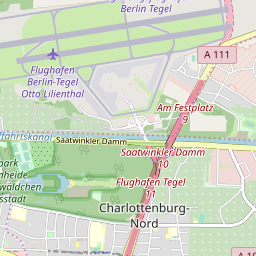 Flughafen
Berlin Tegel
A 111
Flughafen
Berlin-Tegel
Otto Lilienthal
Am Festplatz
9
Saatwinkler Damm
Saatwinkler Damm
10
Flughafen Tegel
11
Charlottenburg-
Nord